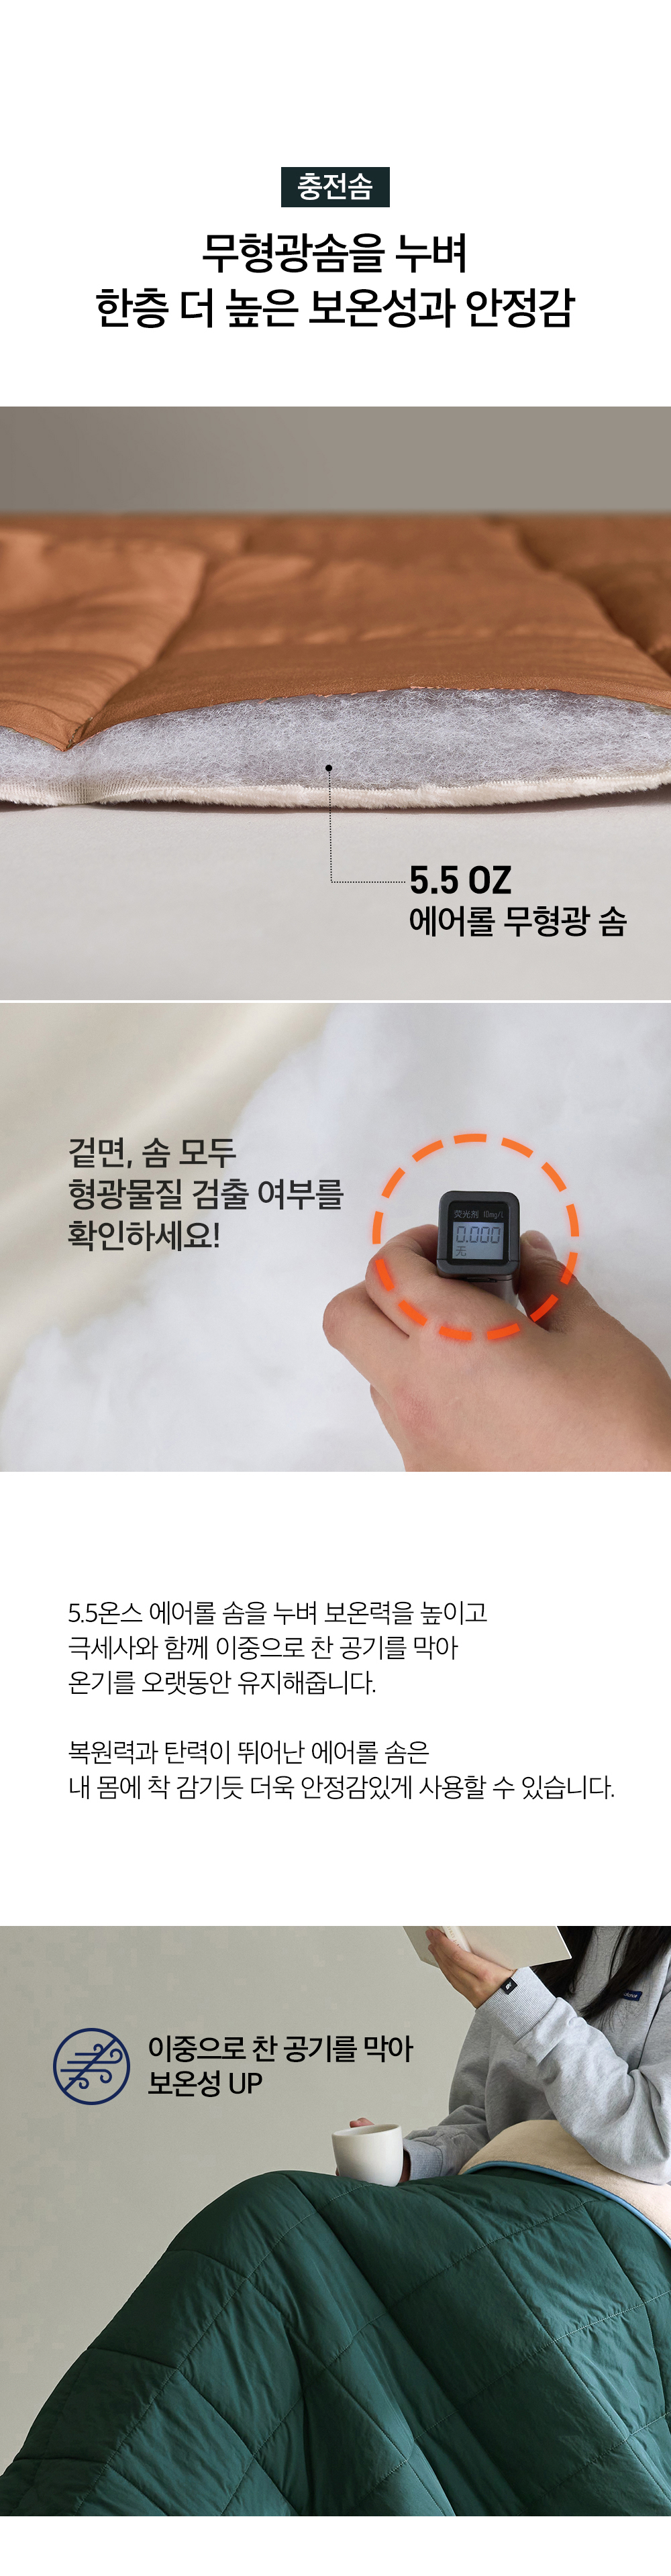 충전솜
무형광솜을 누벼
한층 더 높은 보온성과 안정감
5.5 OZ
에어롤 무형광 솜
겉면, 솜 모두
형광물질 검출 여부를
확인하세요!
荧光剂 (0mg/L
0.000
无
5.5온스 에어롤 솜을 누벼 보온력을 높이고
극세사와 함께 이중으로 찬 공기를 막아
온기를 오랫동안 유지해줍니다.
복원력과 탄력이 뛰어난 에어롤 솜은
내 몸에 착 감기듯 더욱 안정감있게 사용할 수 있습니다.
이중으로 찬 공기를 막아
보온성 UP